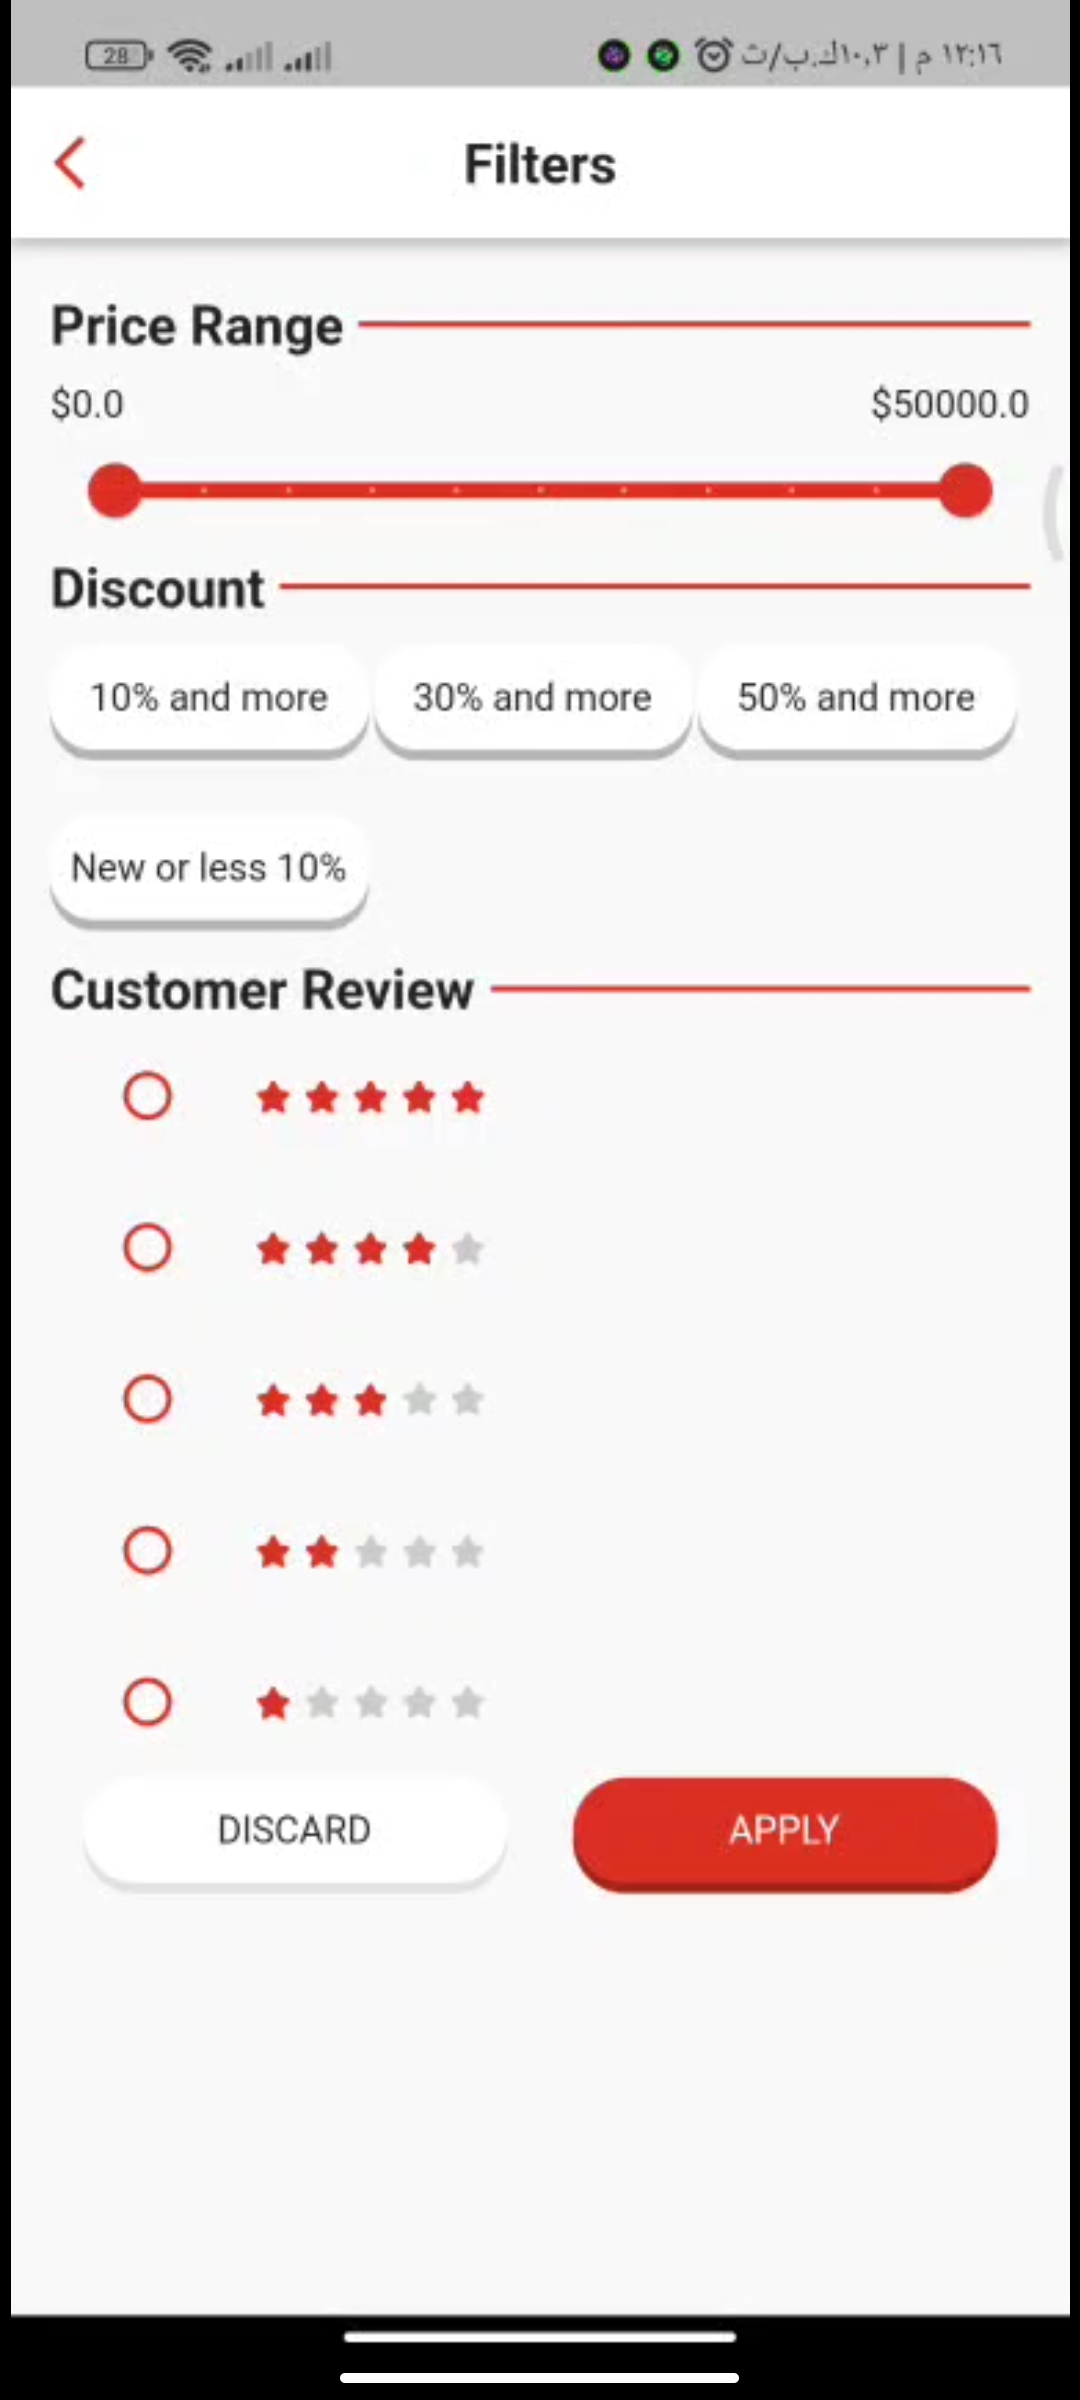 28 ١٠,٣ك.ب/ث | م ١٢:١٦
Filters
Price Range
$0.0 $50000.0
Discount
10% and more 30% and more 50% and more
New or less 10%
Customer Review
DISCARD APPLY